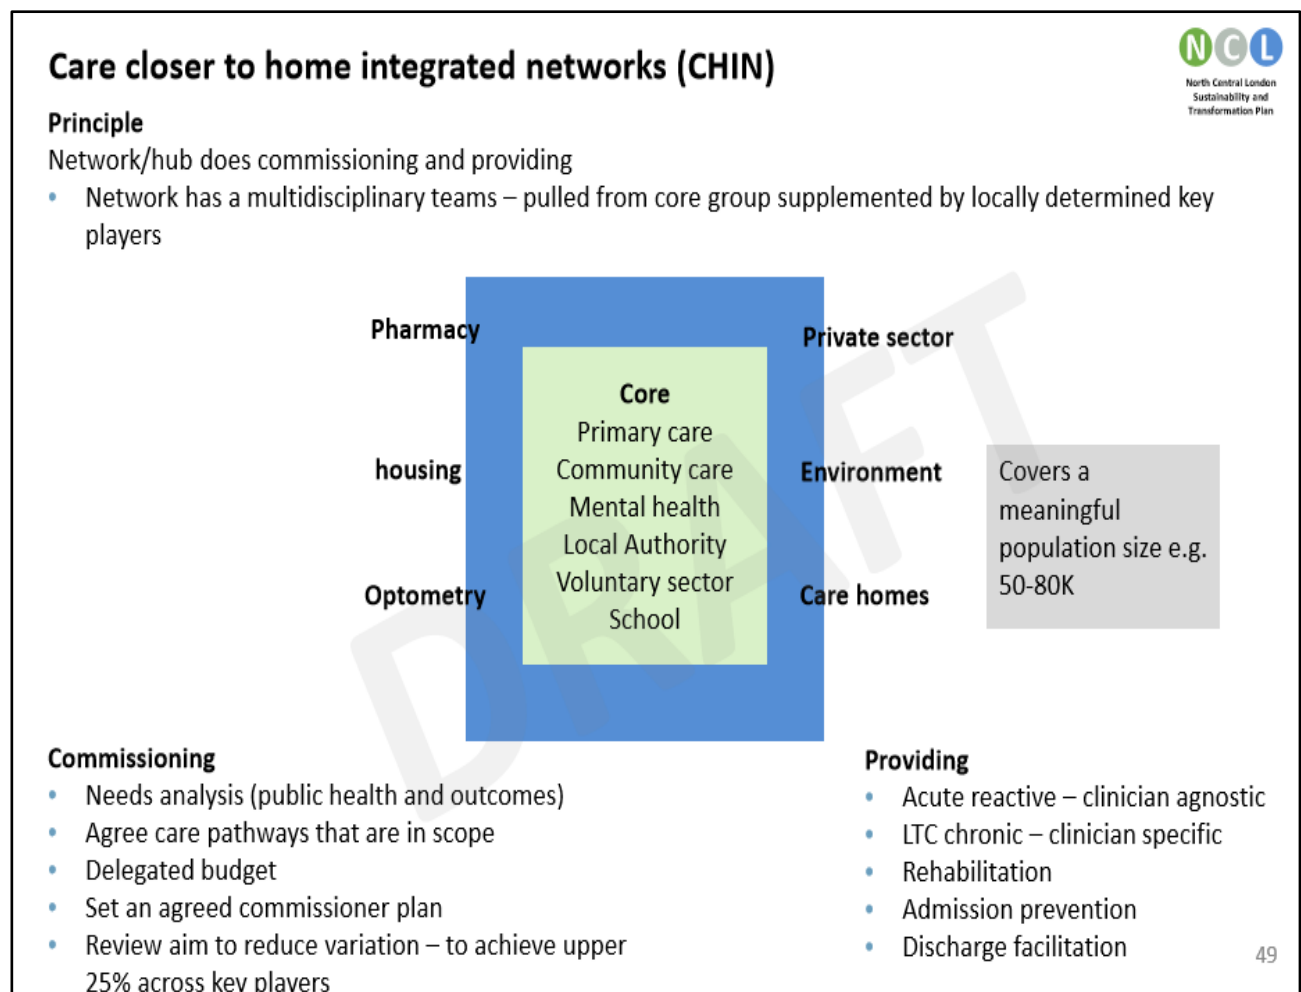 Care closer to home integrated networks (CHIN)
NCL
North Central London
Sustainability and
Transformation Plan
Principle
Network/hub does commissioning and providing
• Network has a multidisciplinary teams – pulled from core group supplemented by locally determined key
players
Pharmacy
Private sector
Core
Primary care
Community care
Mental health
Local Authority
Voluntary sector
School
housing
Environment
Optometry
Care homes
Covers a
meaningful
population size e.g.
50-80K
DRAFT
Commissioning
• Needs analysis (public health and outcomes)
• Agree care pathways that are in scope
• Delegated budget
• Set an agreed commissioner plan
• Review aim to reduce variation – to achieve upper
25% across key players
Providing
• Acute reactive – clinician agnostic
• LTC chronic – clinician specific
• Rehabilitation
• Admission prevention
• Discharge facilitation
49